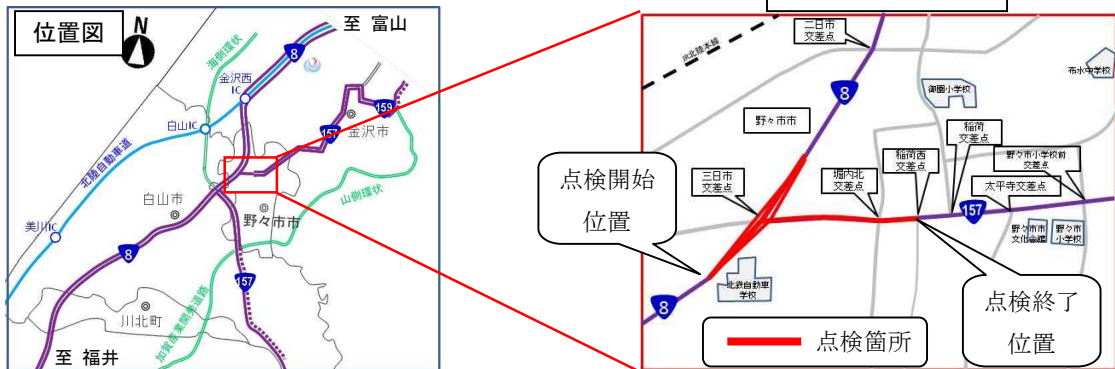 位置図
N
至 富山
8
海側環状
金沢西
IC
159
157
金沢市
白山IC
北陸自動車道
山側環状
白山市
野々市市
美川IC
8
157
加賀産業開発道路
川北町
至 福井
二日市
交差点
JR北陸本線
布水中学校
御園小学校
8
野々市市
稲荷
交差点
稲荷西
交差点
野々市小学校前
交差点
堀内北
交差点
三日市
交差点
太平寺交差点
157
点検開始
位置
野々市市
文化会館
野々市
小学校
北鉄自動車
学校
8
点検終了
位置
点検箇所